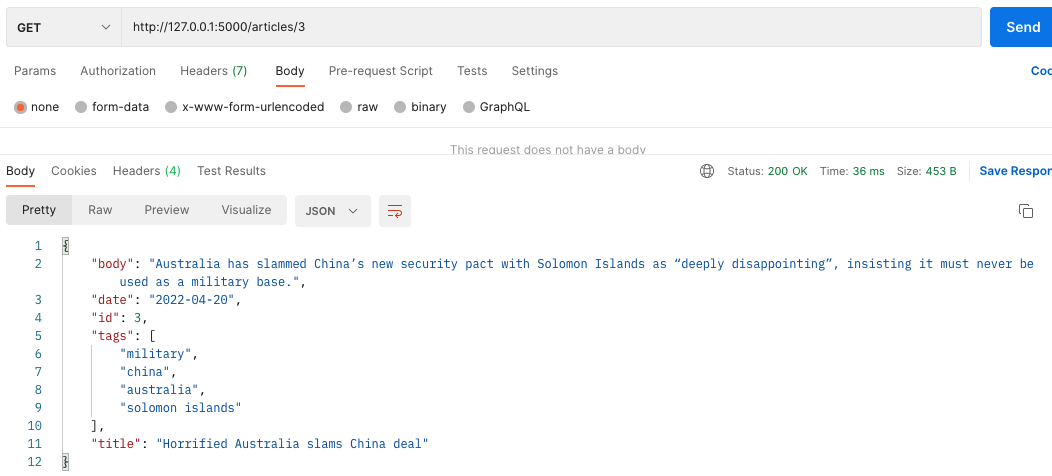 GET http://127.0.0.1:5000/articles/3 Send
Params Authorization Headers (7) Body Pre-request Script Tests Settings Coo
none form-data x-www-form-urlencoded raw binary GraphQL
This request does not have a body
Body Cookies Headers (4) Test Results Status: 200 OK Time: 36 ms Size: 453 B Save Respon
Pretty Raw Preview Visualize JSON
1 {
2 "body": "Australia has slammed China’s new security pact with Solomon Islands as “deeply disappointing”, insisting it must never be
used as a military base.",
3 "date": "2022-04-20",
4 "id": 3,
5 "tags": [
6 "military",
7 "china",
8 "australia",
9 "solomon islands"
10 ],
11 "title": "Horrified Australia slams China deal"
12 }